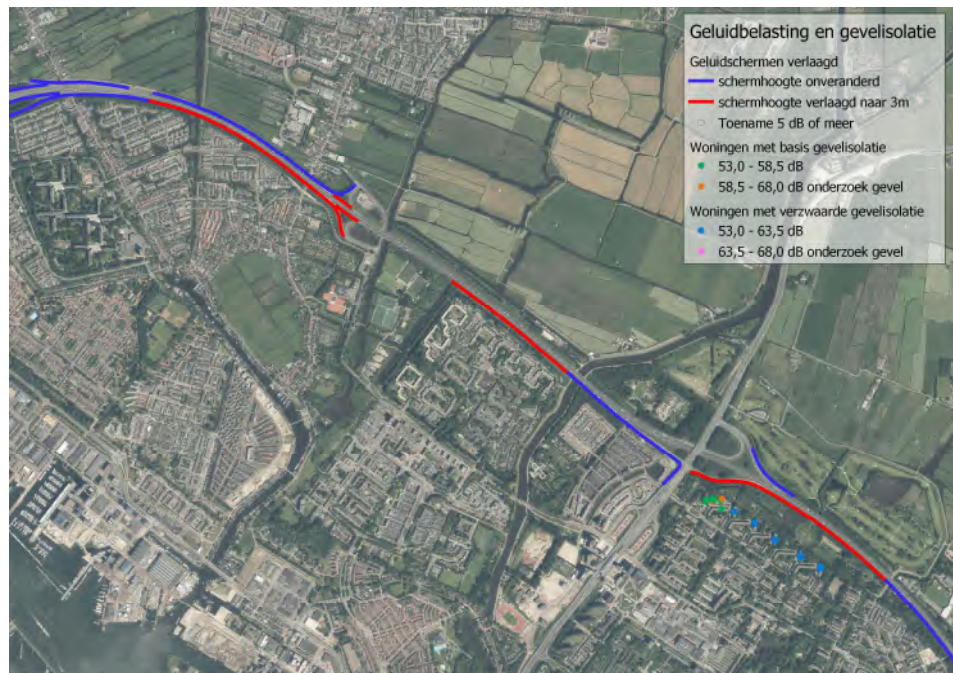 Geluidbelasting en gevelisolatie
Geluidschermen verlaagd
schermhoogte onveranderd
schermhoogte verlaagd naar 3m
Toename 5 dB of meer
Woningen met basis gevelisolatie
53,0 - 58,5 dB
58,5 - 68,0 dB onderzoek gevel
Woningen met verzwaarde gevelisolatie
53,0 - 63,5 dB
63,5 - 68,0 dB onderzoek gevel